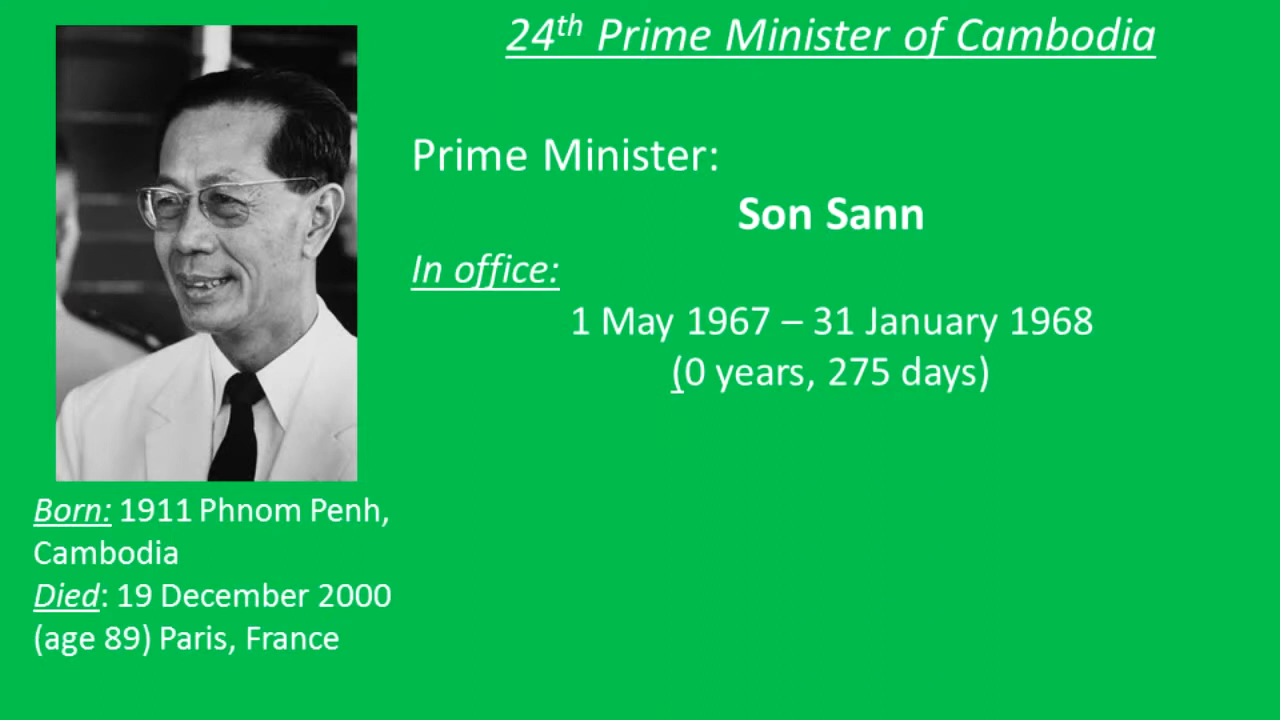 24th Prime Minister of Cambodia
Prime Minister:
Son Sann
In office:
1 May 1967 – 31 January 1968
(0 years, 275 days)
Born: 1911 Phnom Penh,
Cambodia
Died: 19 December 2000
(age 89) Paris, France